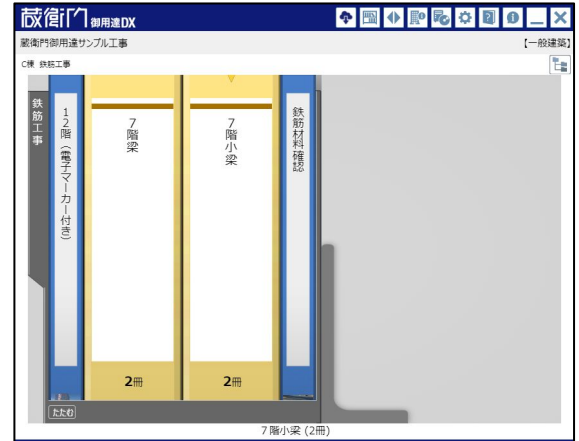 蔵衛門御用達DX
蔵衛門御用達サンプル工事
【一般建築】
C棟 鉄筋工事
鉄筋工事
12階(電子マーカー付き)
7階梁
7階小梁
鉄筋材料確認
2冊
2冊
たたむ
7階小梁 (2冊)